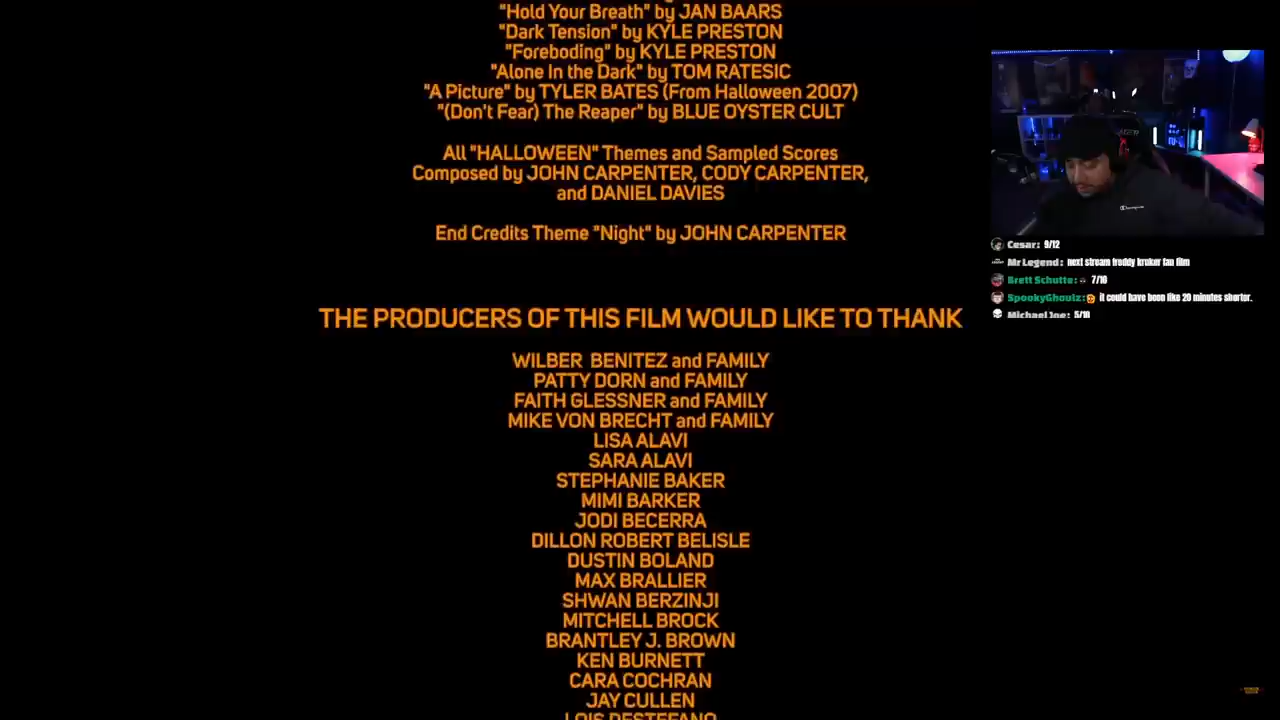 "Hold Your Breath" by JAN BAARS
"Dark Tension" by KYLE PRESTON
"Foreboding" by KYLE PRESTON
"Alone In the Dark" by TOM RATESIC
"A Picture" by TYLER BATES (From Halloween 2007)
"(Don't Fear) The Reaper" by BLUE OYSTER CULT
All "HALLOWEEN" Themes and Sampled Scores
Composed by JOHN CARPENTER, CODY CARPENTER,
and DANIEL DAVIES
End Credits Theme "Night" by JOHN CARPENTER
THE PRODUCERS OF THIS FILM WOULD LIKE TO THANK
WILBER BENITEZ and FAMILY
PATTY DORN and FAMILY
FAITH GLESSNER and FAMILY
MIKE VON BRECHT and FAMILY
LISA ALAVI
SARA ALAVI
STEPHANIE BAKER
MIMI BARKER
JODI BECERRA
DILLON ROBERT BELISLE
DUSTIN BOLAND
MAX BRALLIER
SHWAN BERZINJI
MITCHELL BROCK
BRANTLEY J. BROWN
KEN BURNETT
CARA COCHRAN
JAY CULLEN
LOIS DESTEFANO
Champion
Cesar: 9/12
Mr Legend: next stream freddy kruker fan film
Brett Schutte: 7/10
SpookyGhoulz: it could have been like 20 minutes shorter.
MichaelJoe: 5/10